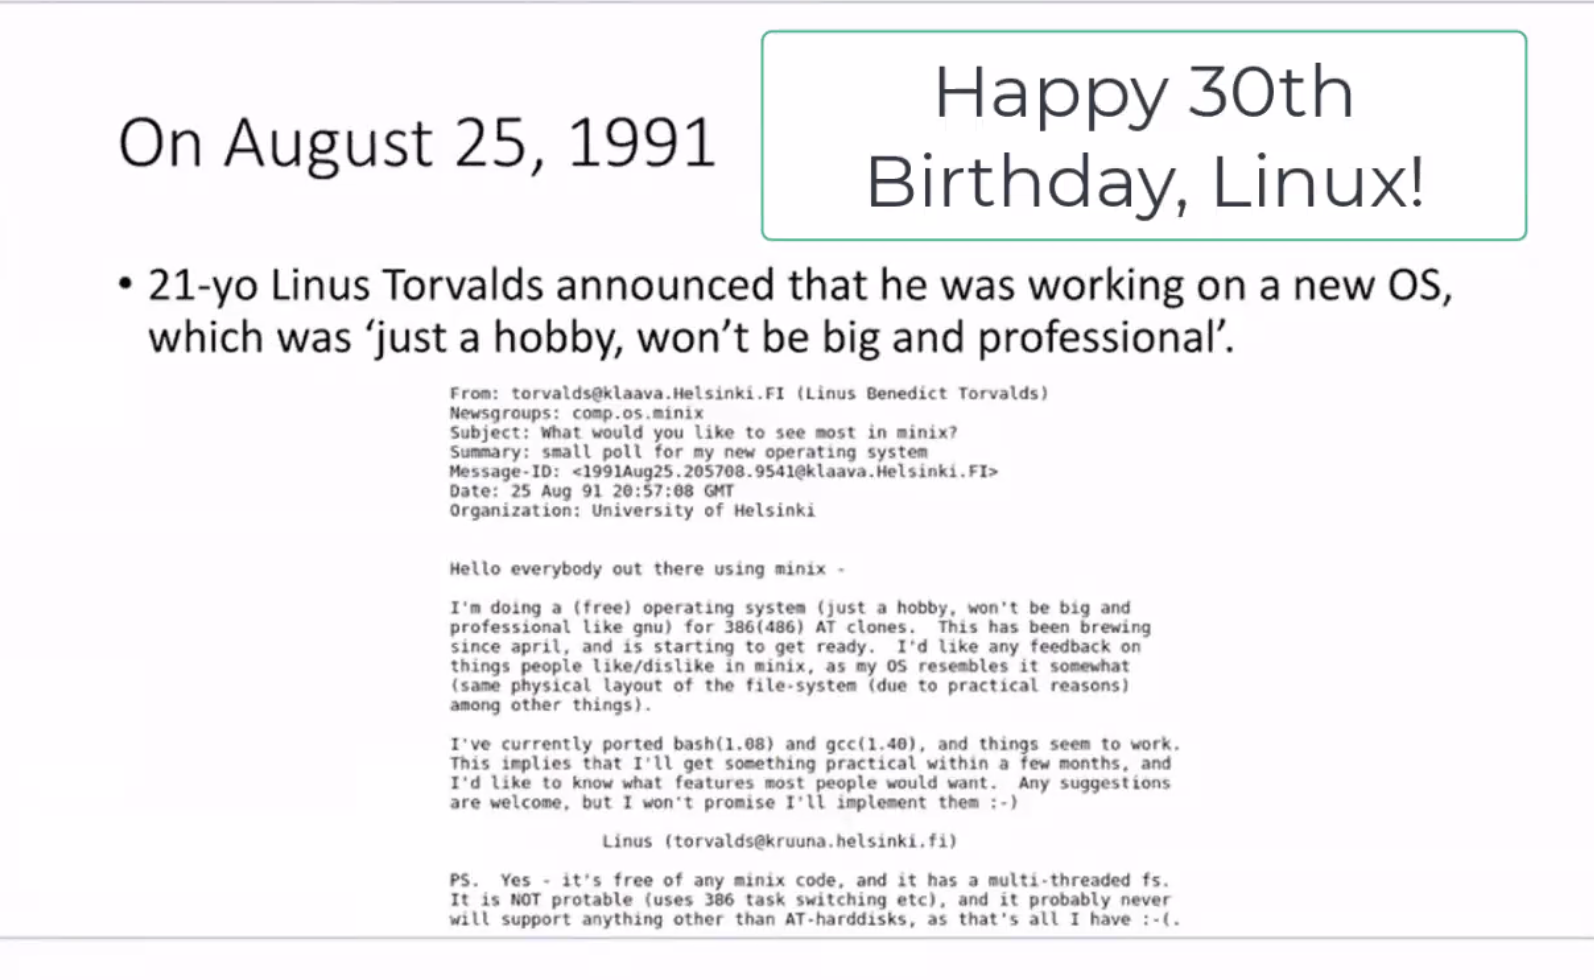 On August 25, 1991
Happy 30th
Birthday, Linux!
• 21-yo Linus Torvalds announced that he was working on a new OS,
which was ‘just a hobby, won’t be big and professional’.
From: torvalds@klaava.Helsinki.FI (Linus Benedict Torvalds)
Newsgroups: comp.os.minix
Subject: What would you like to see most in minix?
Summary: small poll for my new operating system
Message-ID: <1991Aug25.205708.9541@klaava.Helsinki.FI>
Date: 25 Aug 91 20:57:08 GMT
Organization: University of Helsinki
Hello everybody out there using minix -
I'm doing a (free) operating system (just a hobby, won't be big and
professional like gnu) for 386(486) AT clones.  This has been brewing
since april, and is starting to get ready.  I'd like any feedback on
things people like/dislike in minix, as my OS resembles it somewhat
(same physical layout of the file-system (due to practical reasons)
among other things).
I've currently ported bash(1.08) and gcc(1.40), and things seem to work.
This implies that I'll get something practical within a few months, and
I'd like to know what features most people would want.  Any suggestions
are welcome, but I won't promise I'll implement them :-)
Linus (torvalds@kruuna.helsinki.fi)
PS.  Yes - it's free of any minix code, and it has a multi-threaded fs.
It is NOT protable (uses 386 task switching etc), and it probably never
will support anything other than AT-harddisks, as that's all I have :-(.